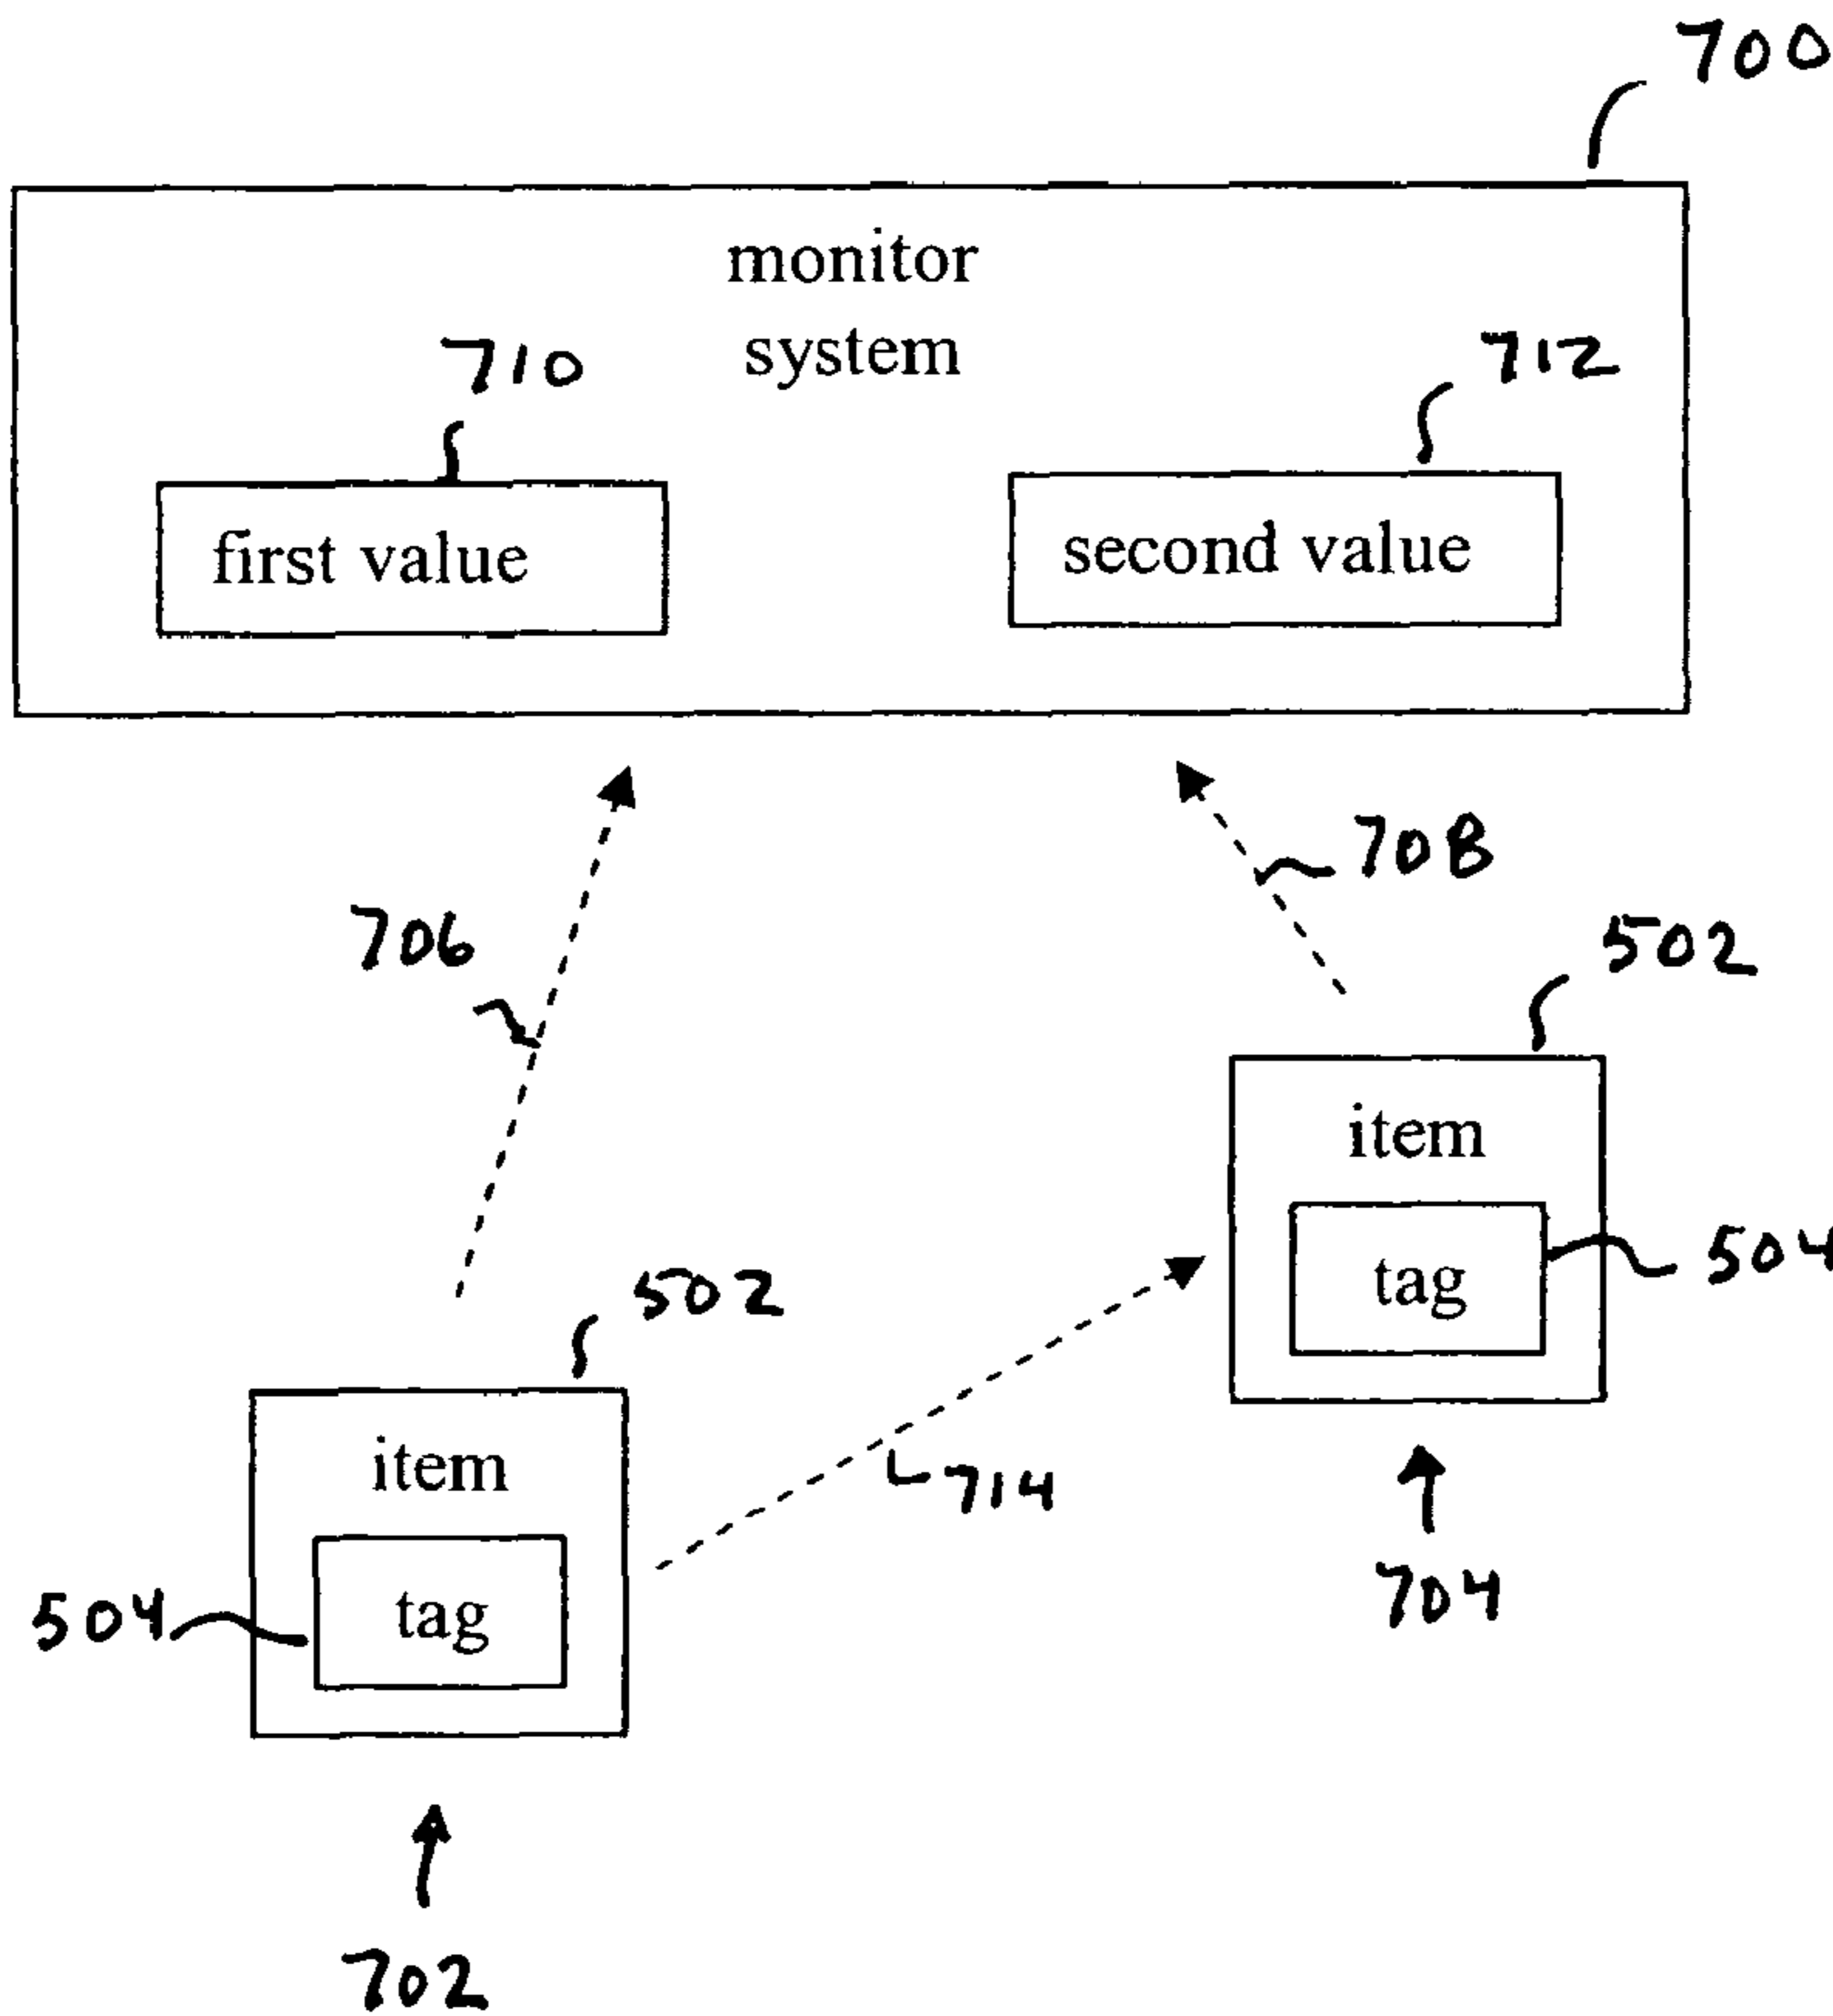 700
monitor
system
710
712
first value
second value
708
706
502
item
504
tag
502
item
714
504
tag
704
702